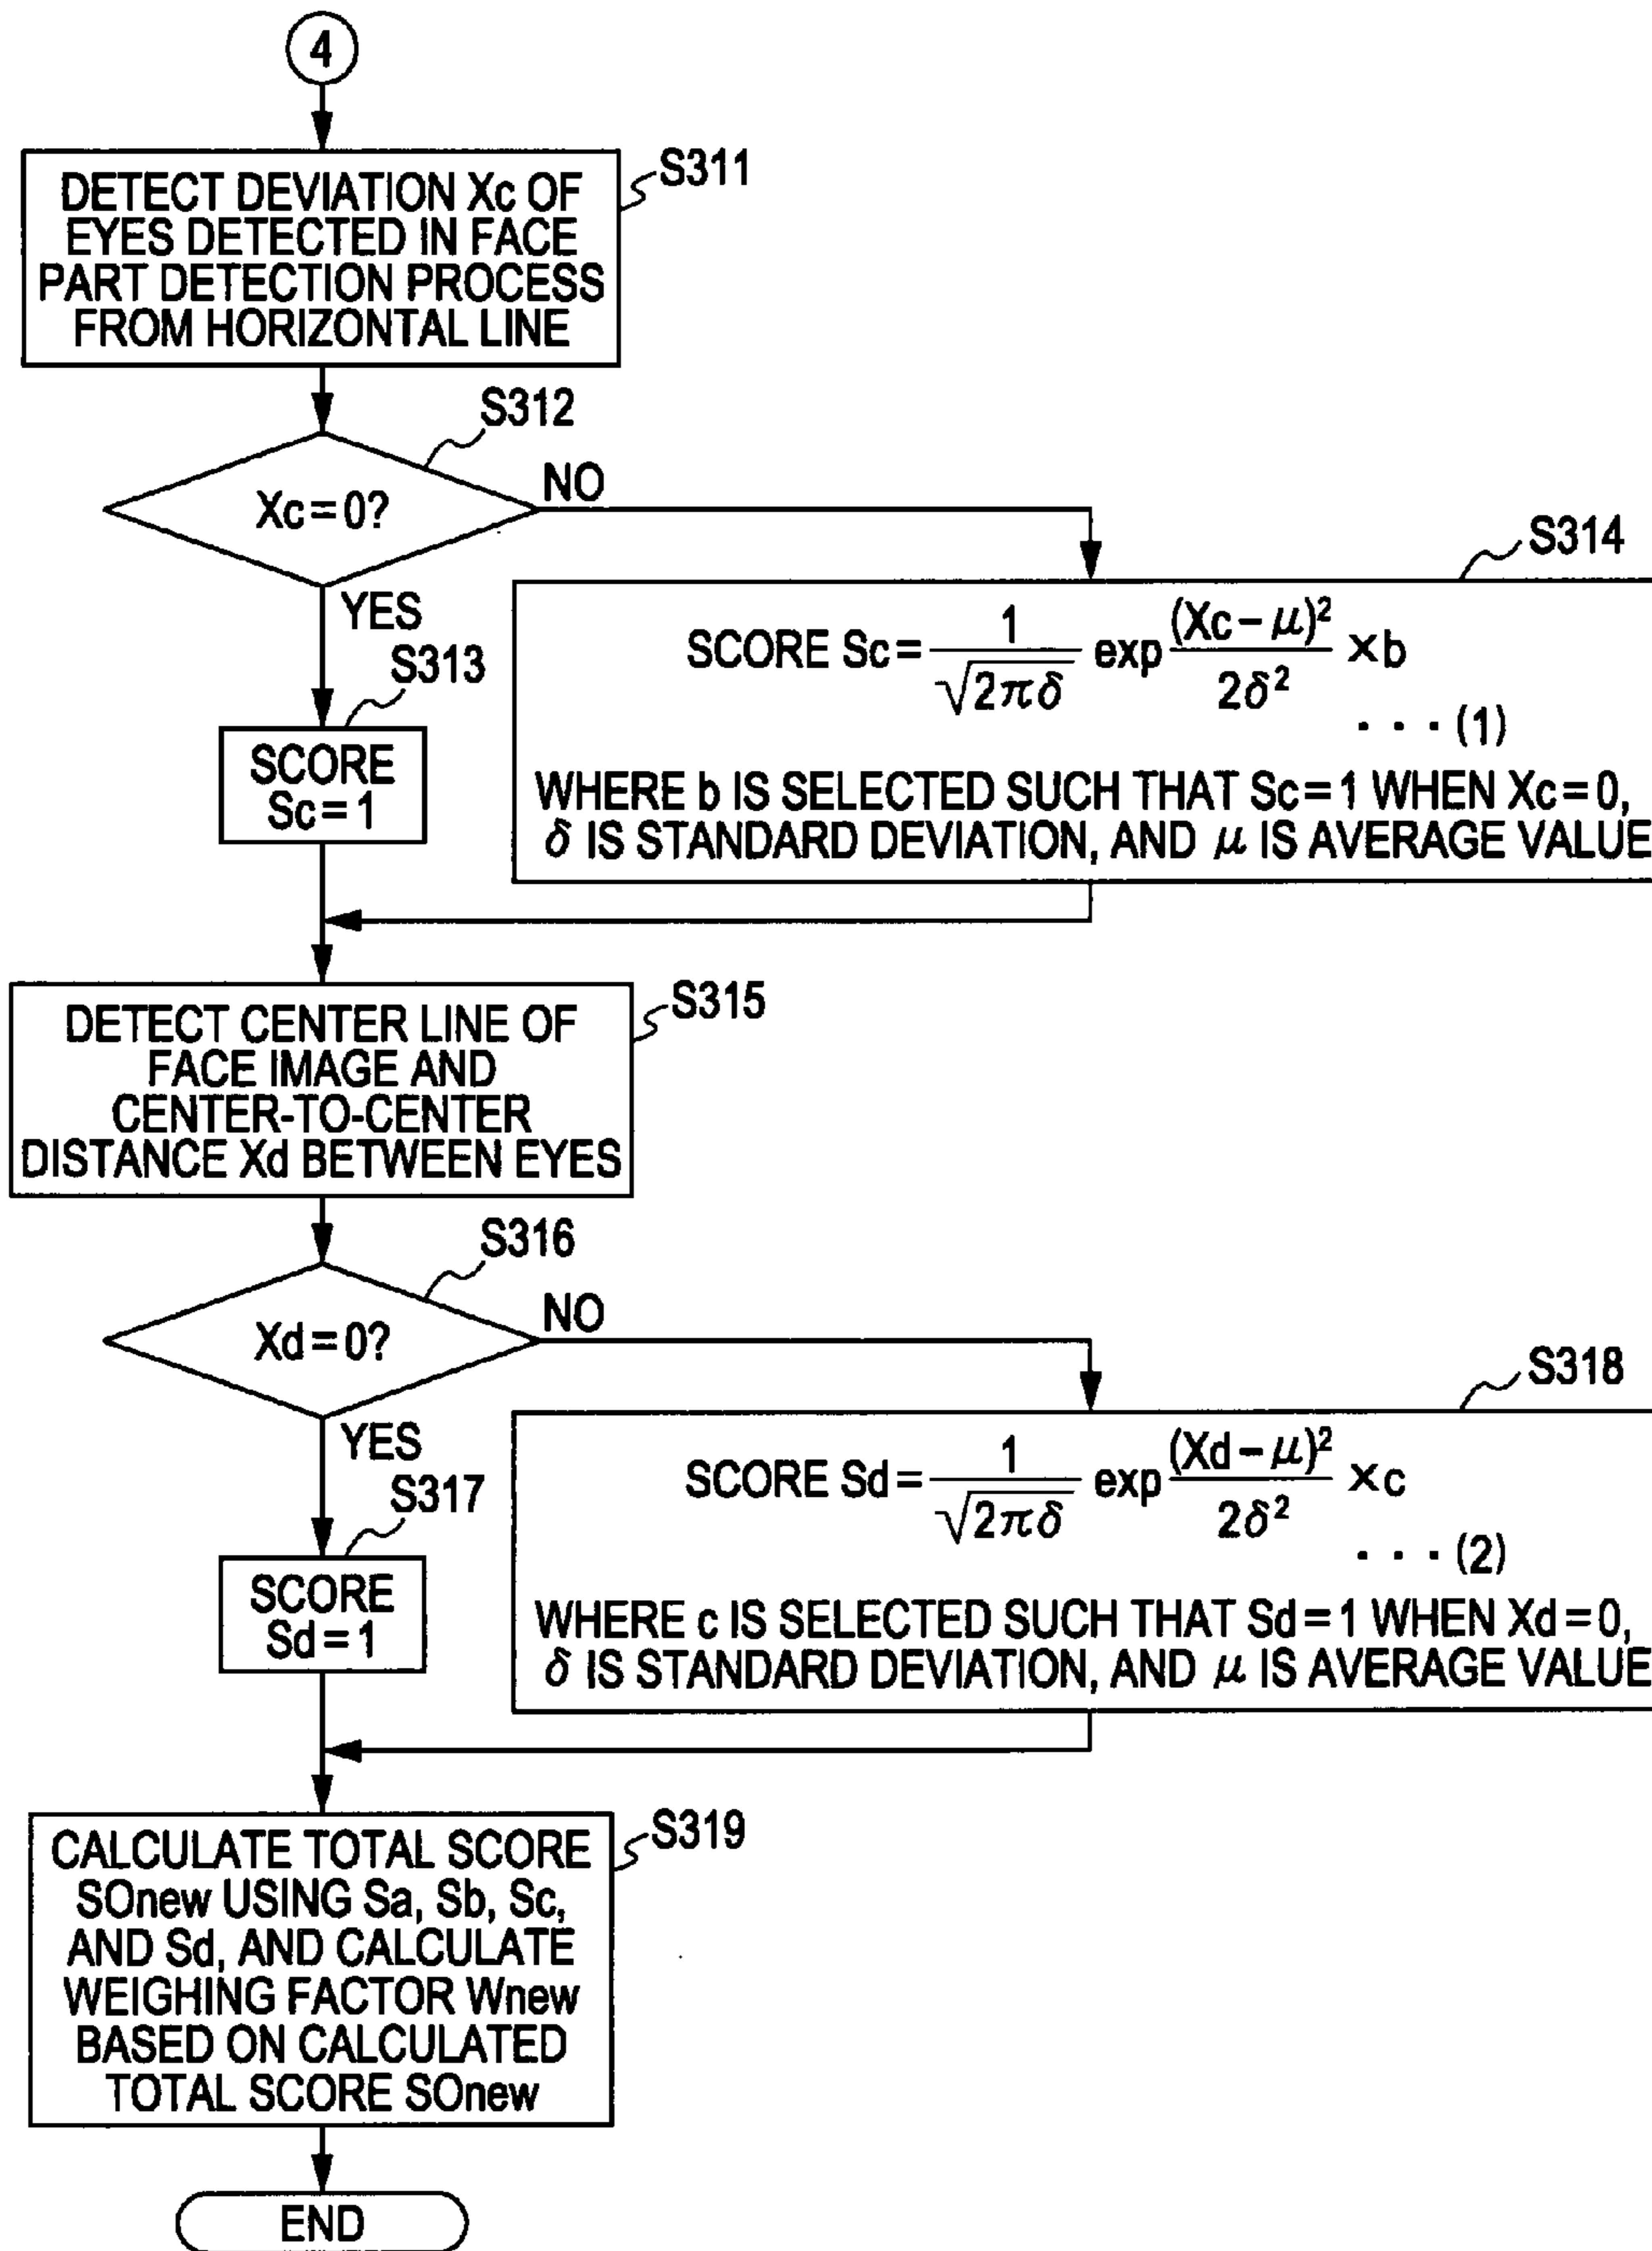 4
S311
DETECT DEVIATION Xc OF
EYES DETECTED IN FACE
PART DETECTION PROCESS
FROM HORIZONTAL LINE
S312
Xc=0?
NO
YES
S313
SCORE
Sc=1
S314
SCORE Sc = 1/√2πδ exp (Xc-μ)²/2δ² ×b
· · · (1)
WHERE b IS SELECTED SUCH THAT Sc=1 WHEN Xc=0,
δ IS STANDARD DEVIATION, AND μ IS AVERAGE VALUE
S315
DETECT CENTER LINE OF
FACE IMAGE AND
CENTER-TO-CENTER
DISTANCE Xd BETWEEN EYES
S316
Xd=0?
NO
YES
S317
SCORE
Sd=1
S318
SCORE Sd = 1/√2πδ exp (Xd-μ)²/2δ² ×c
· · · (2)
WHERE c IS SELECTED SUCH THAT Sd=1 WHEN Xd=0,
δ IS STANDARD DEVIATION, AND μ IS AVERAGE VALUE
S319
CALCULATE TOTAL SCORE
SOnew USING Sa, Sb, Sc,
AND Sd, AND CALCULATE
WEIGHING FACTOR Wnew
BASED ON CALCULATED
TOTAL SCORE SOnew
END